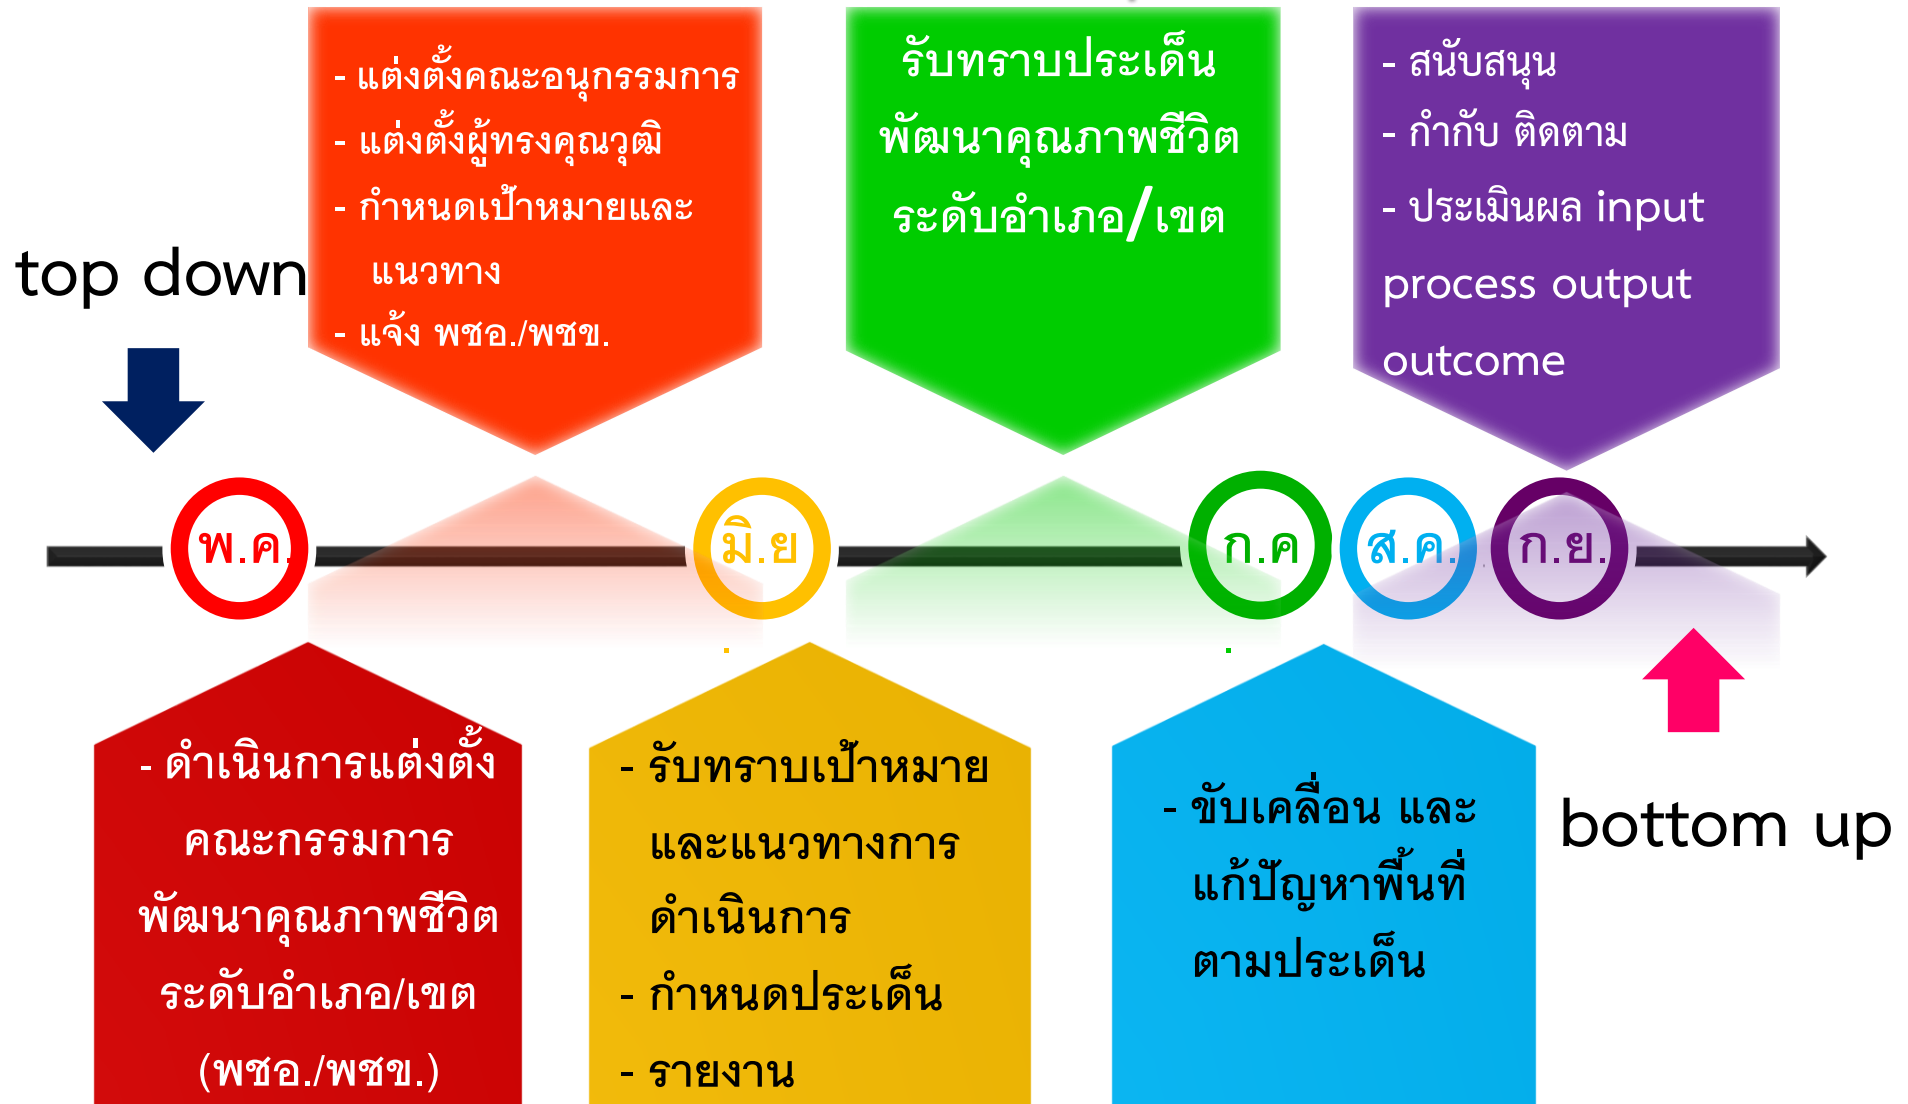 - แต่งตั้งคณะอนุกรรมการ
- แต่งตั้งผู้ทรงคุณวุฒิ
- กำหนดเป้าหมายและ
แนวทาง
- แจ้ง พชอ./พชข.
รับทราบประเด็น
พัฒนาคุณภาพชีวิต
ระดับอำเภอ/เขต
- สนับสนุน
- กำกับ ติดตาม
- ประเมินผล input
process output
outcome
top down
พ.ค.
มิ.ย
.
ก.ค
.
ส.ค.
ก.ย.
- ดำเนินการแต่งตั้ง
คณะกรรมการ
พัฒนาคุณภาพชีวิต
ระดับอำเภอ/เขต
(พชอ./พชข.)
- รับทราบเป้าหมาย
และแนวทางการ
ดำเนินการ
- กำหนดประเด็น
- รายงาน
- ขับเคลื่อน และ
แก้ปัญหาพื้นที่
ตามประเด็น
bottom up